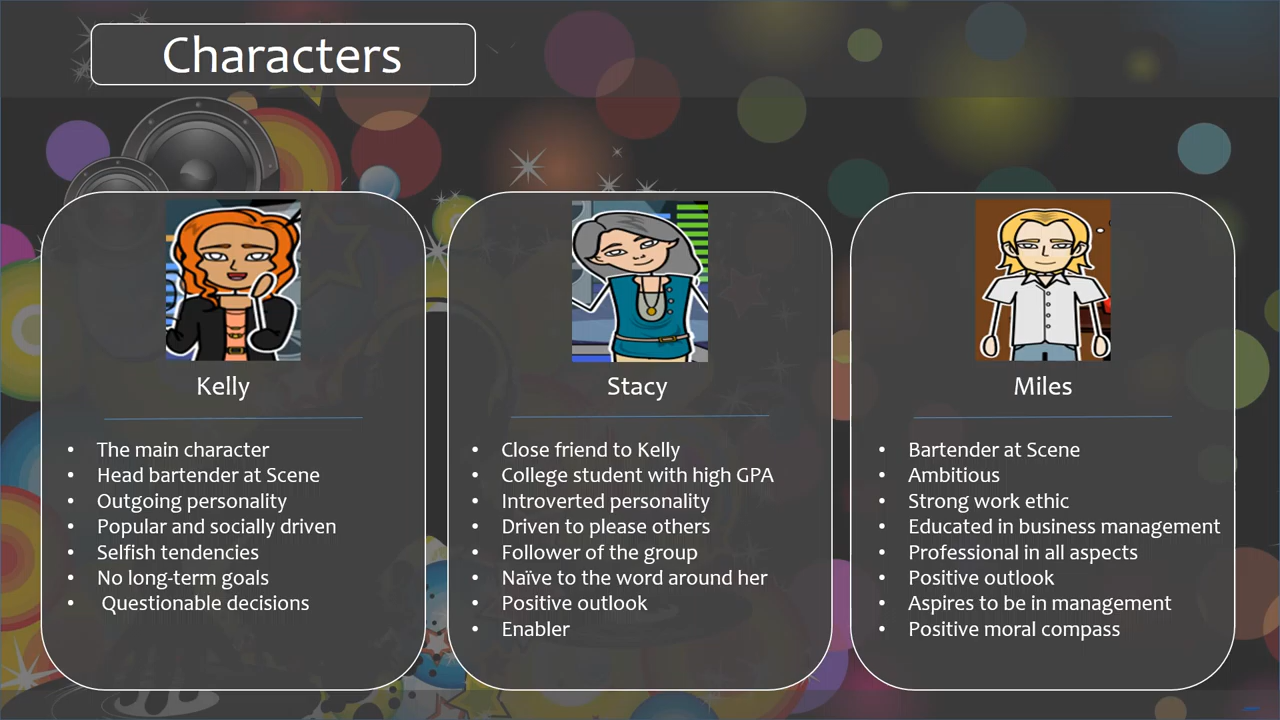 Characters
Kelly
• The main character
• Head bartender at Scene
• Outgoing personality
• Popular and socially driven
• Selfish tendencies
• No long-term goals
• Questionable decisions
Stacy
• Close friend to Kelly
• College student with high GPA
• Introverted personality
• Driven to please others
• Follower of the group
• Naïve to the word around her
• Positive outlook
• Enabler
Miles
• Bartender at Scene
• Ambitious
• Strong work ethic
• Educated in business management
• Professional in all aspects
• Positive outlook
• Aspires to be in management
• Positive moral compass